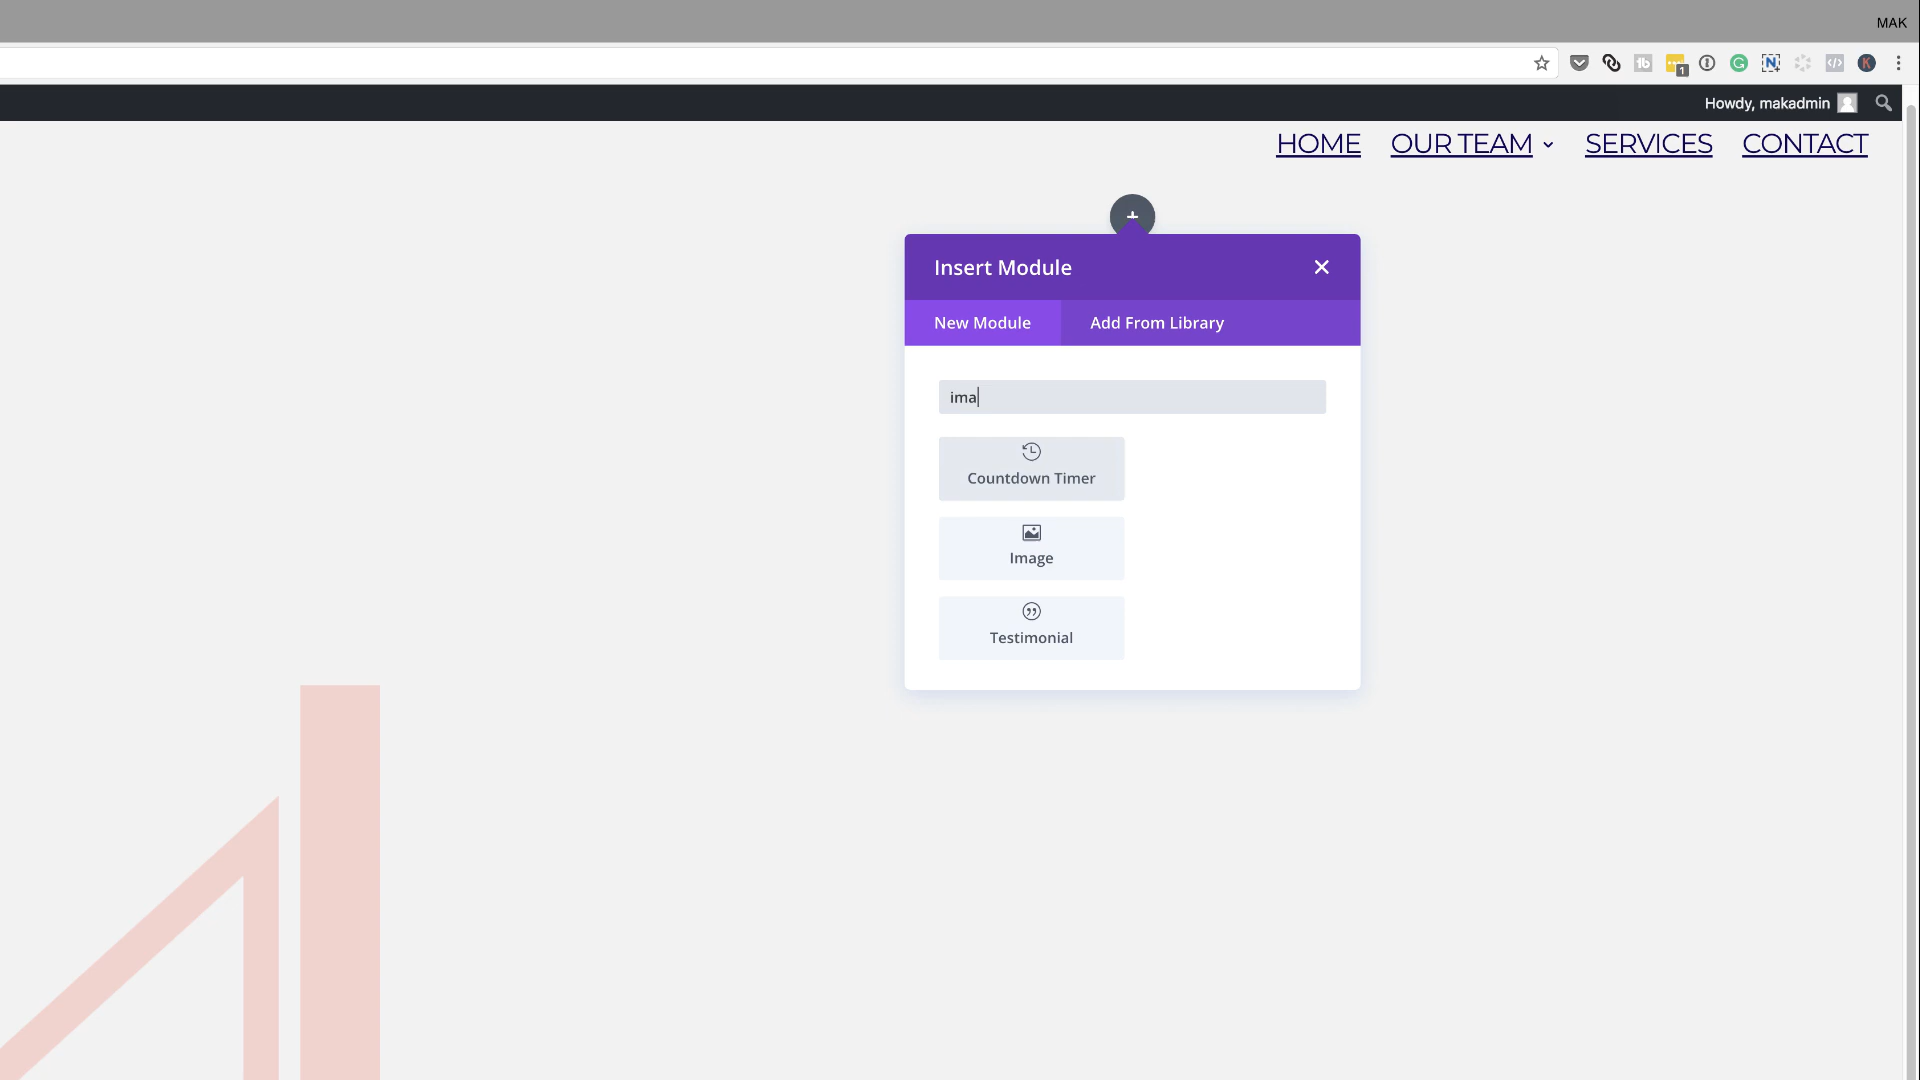 MAK
1
Howdy, makadmin
HOME OUR TEAM SERVICES CONTACT
Insert Module
New Module Add From Library
ima
Countdown Timer
Image
Testimonial